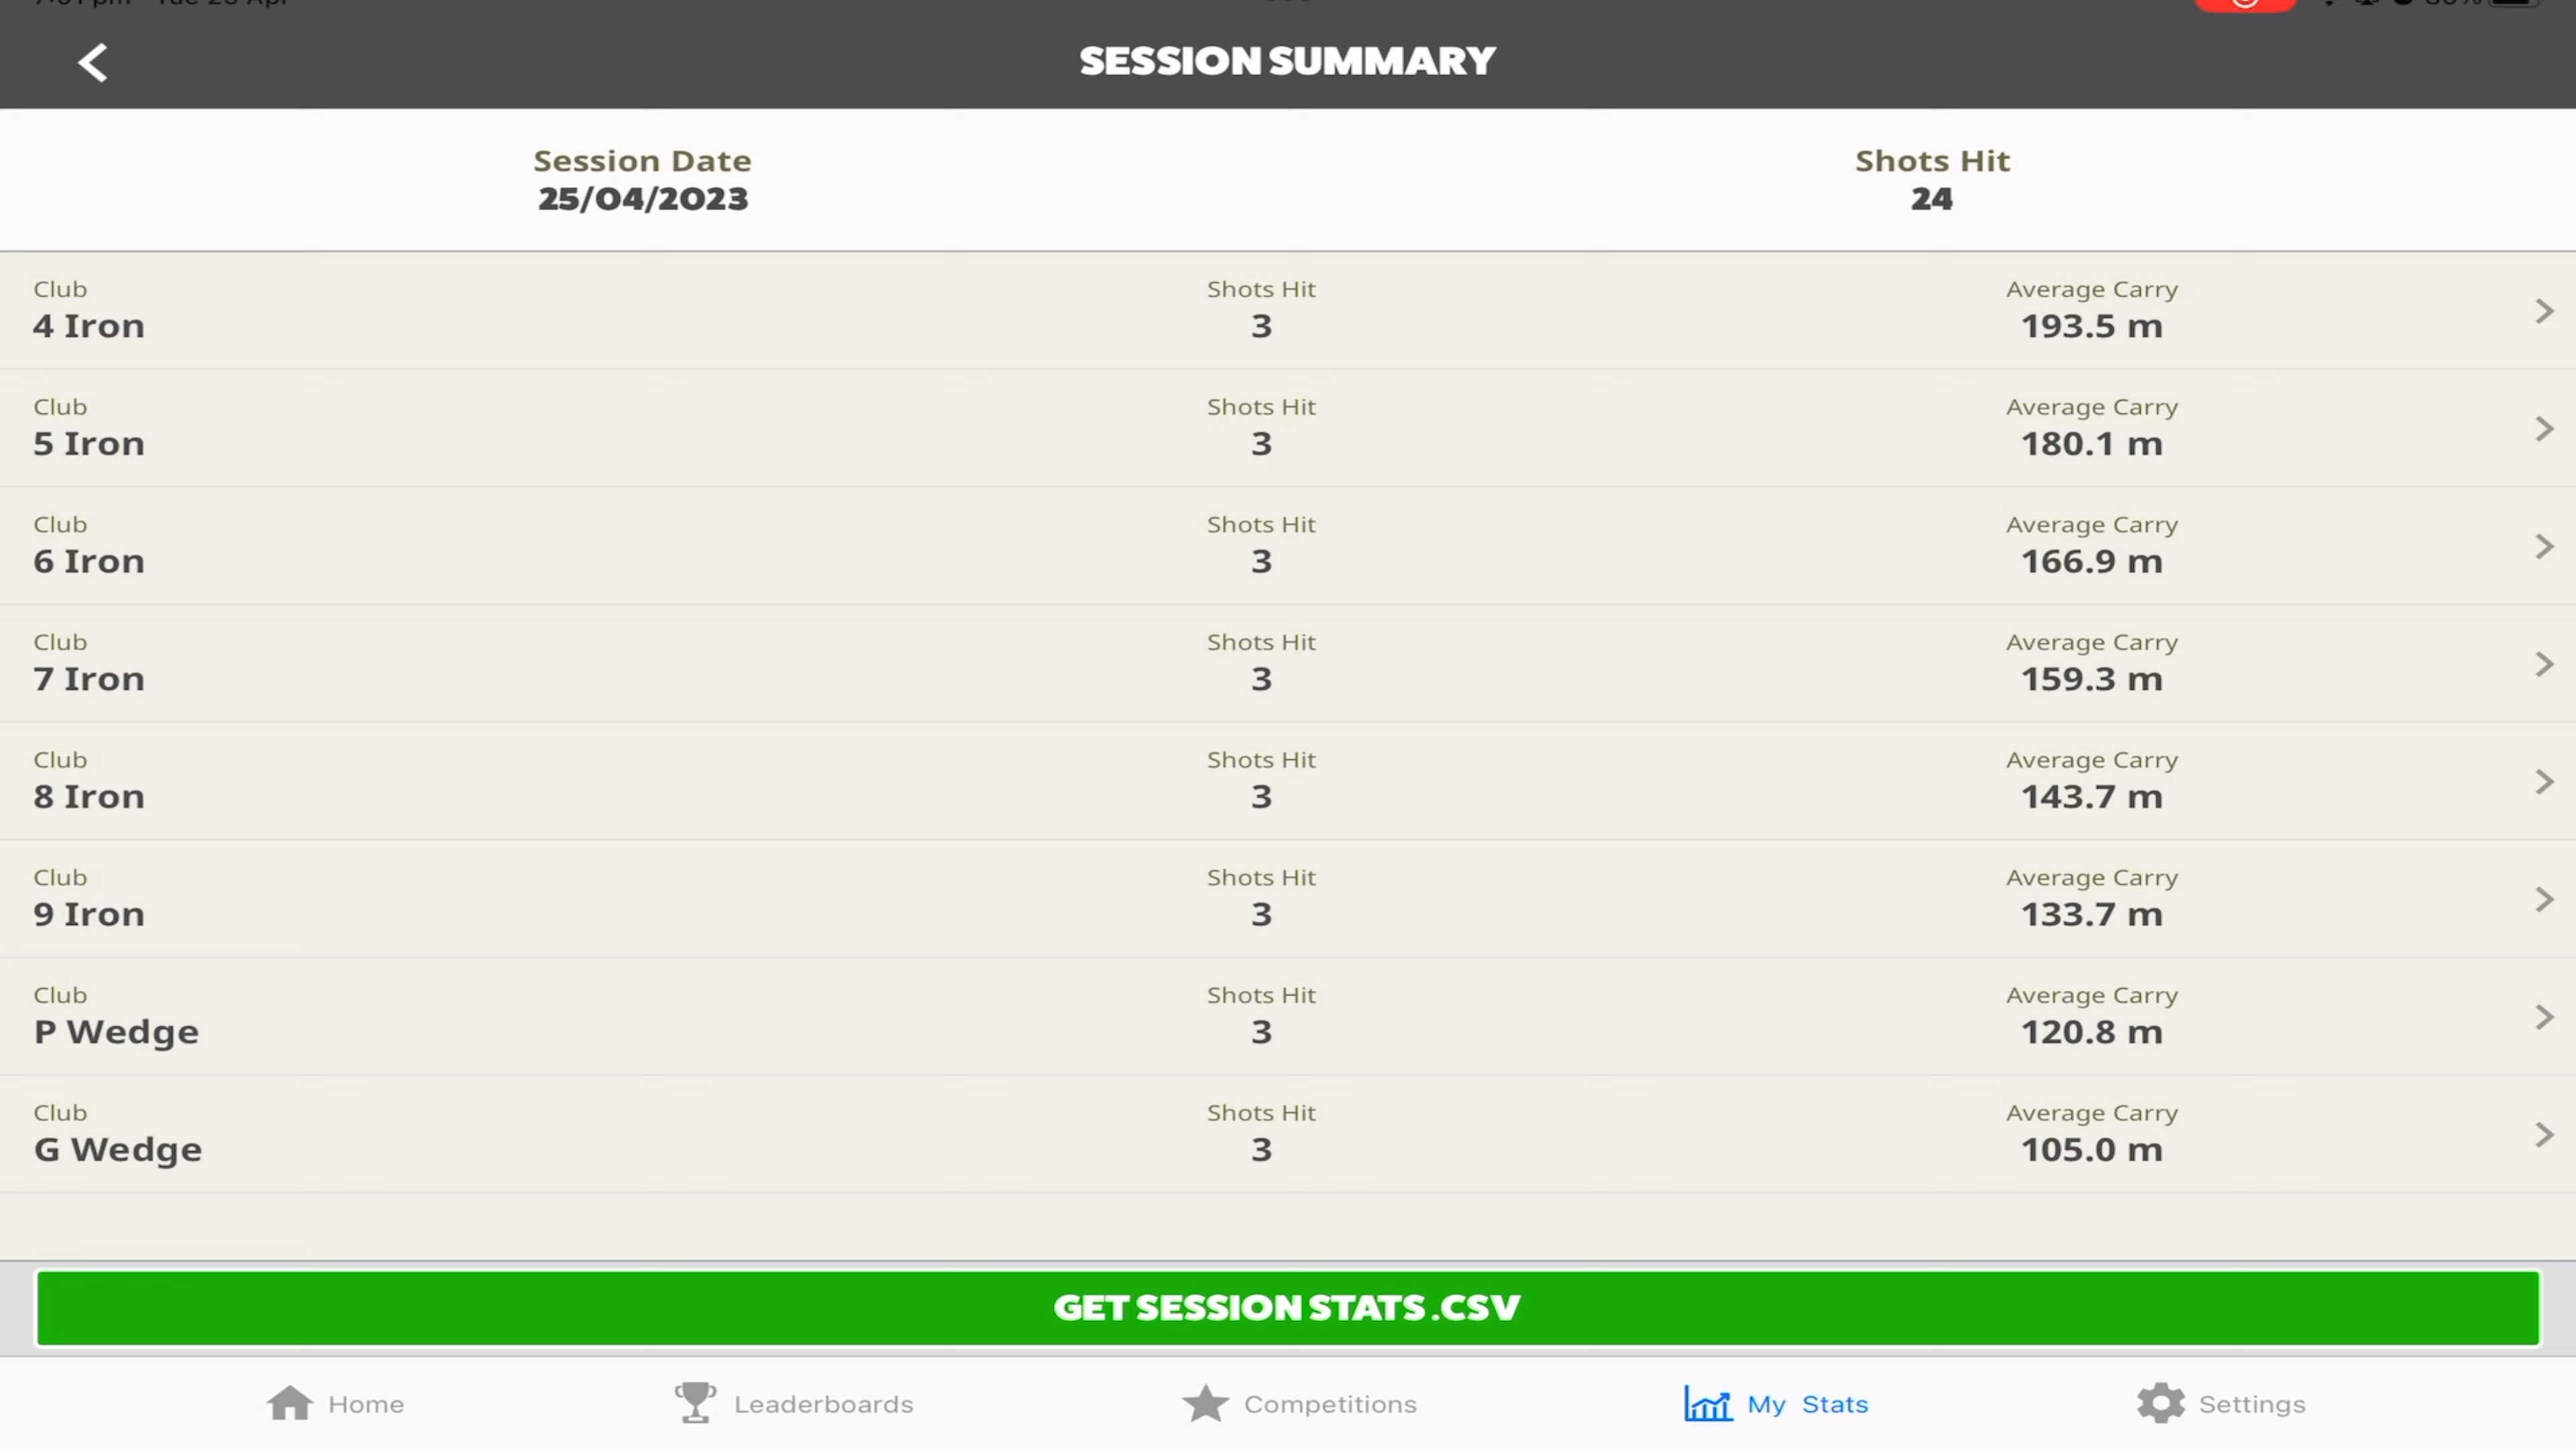 SESSION SUMMARY
Session Date
25/04/2023
Shots Hit
24
Club
4 Iron
Shots Hit
3
Average Carry
193.5 m
Club
5 Iron
Shots Hit
3
Average Carry
180.1 m
Club
6 Iron
Shots Hit
3
Average Carry
166.9 m
Club
7 Iron
Shots Hit
3
Average Carry
159.3 m
Club
8 Iron
Shots Hit
3
Average Carry
143.7 m
Club
9 Iron
Shots Hit
3
Average Carry
133.7 m
Club
P Wedge
Shots Hit
3
Average Carry
120.8 m
Club
G Wedge
Shots Hit
3
Average Carry
105.0 m
GET SESSION STATS .CSV
Home
Leaderboards
Competitions
My Stats
Settings